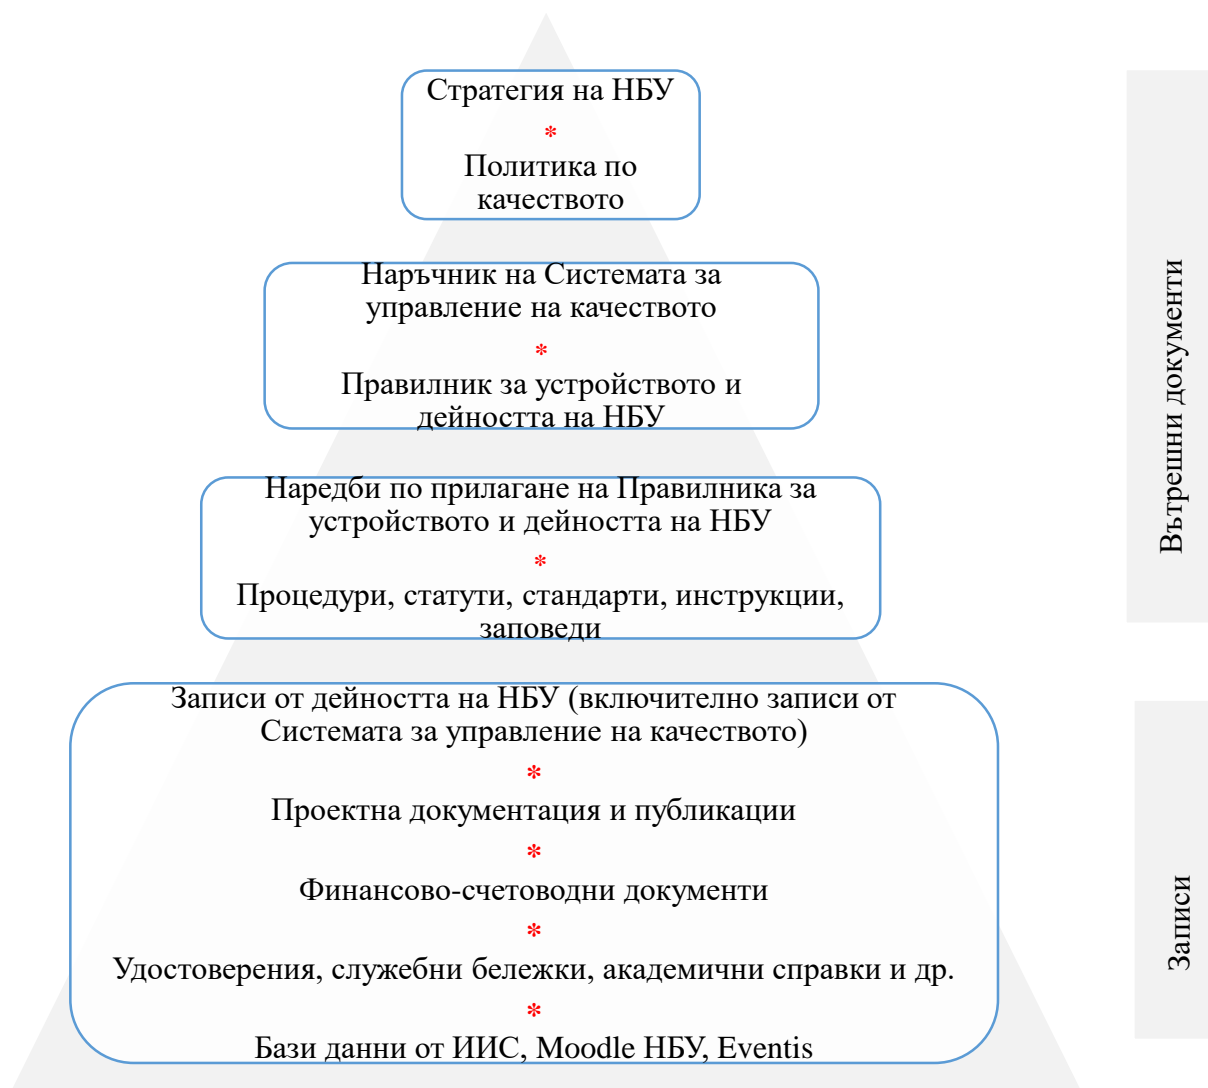 Стратегия на НБУ
*
Политика по
качеството
Наръчник на Системата за
управление на качеството
*
Правилник за устройството и
дейността на НБУ
Наредби по прилагане на Правилника за
устройството и дейността на НБУ
*
Процедури, статути, стандарти, инструкции,
заповеди
Вътрешни документи
Записи от дейността на НБУ (включително записи от
Системата за управление на качеството)
*
Проектна документация и публикации
*
Финансово-счетоводни документи
*
Удостоверения, служебни бележки, академични справки и др.
*
Бази данни от ИИС, Moodle НБУ, Eventis
Записи